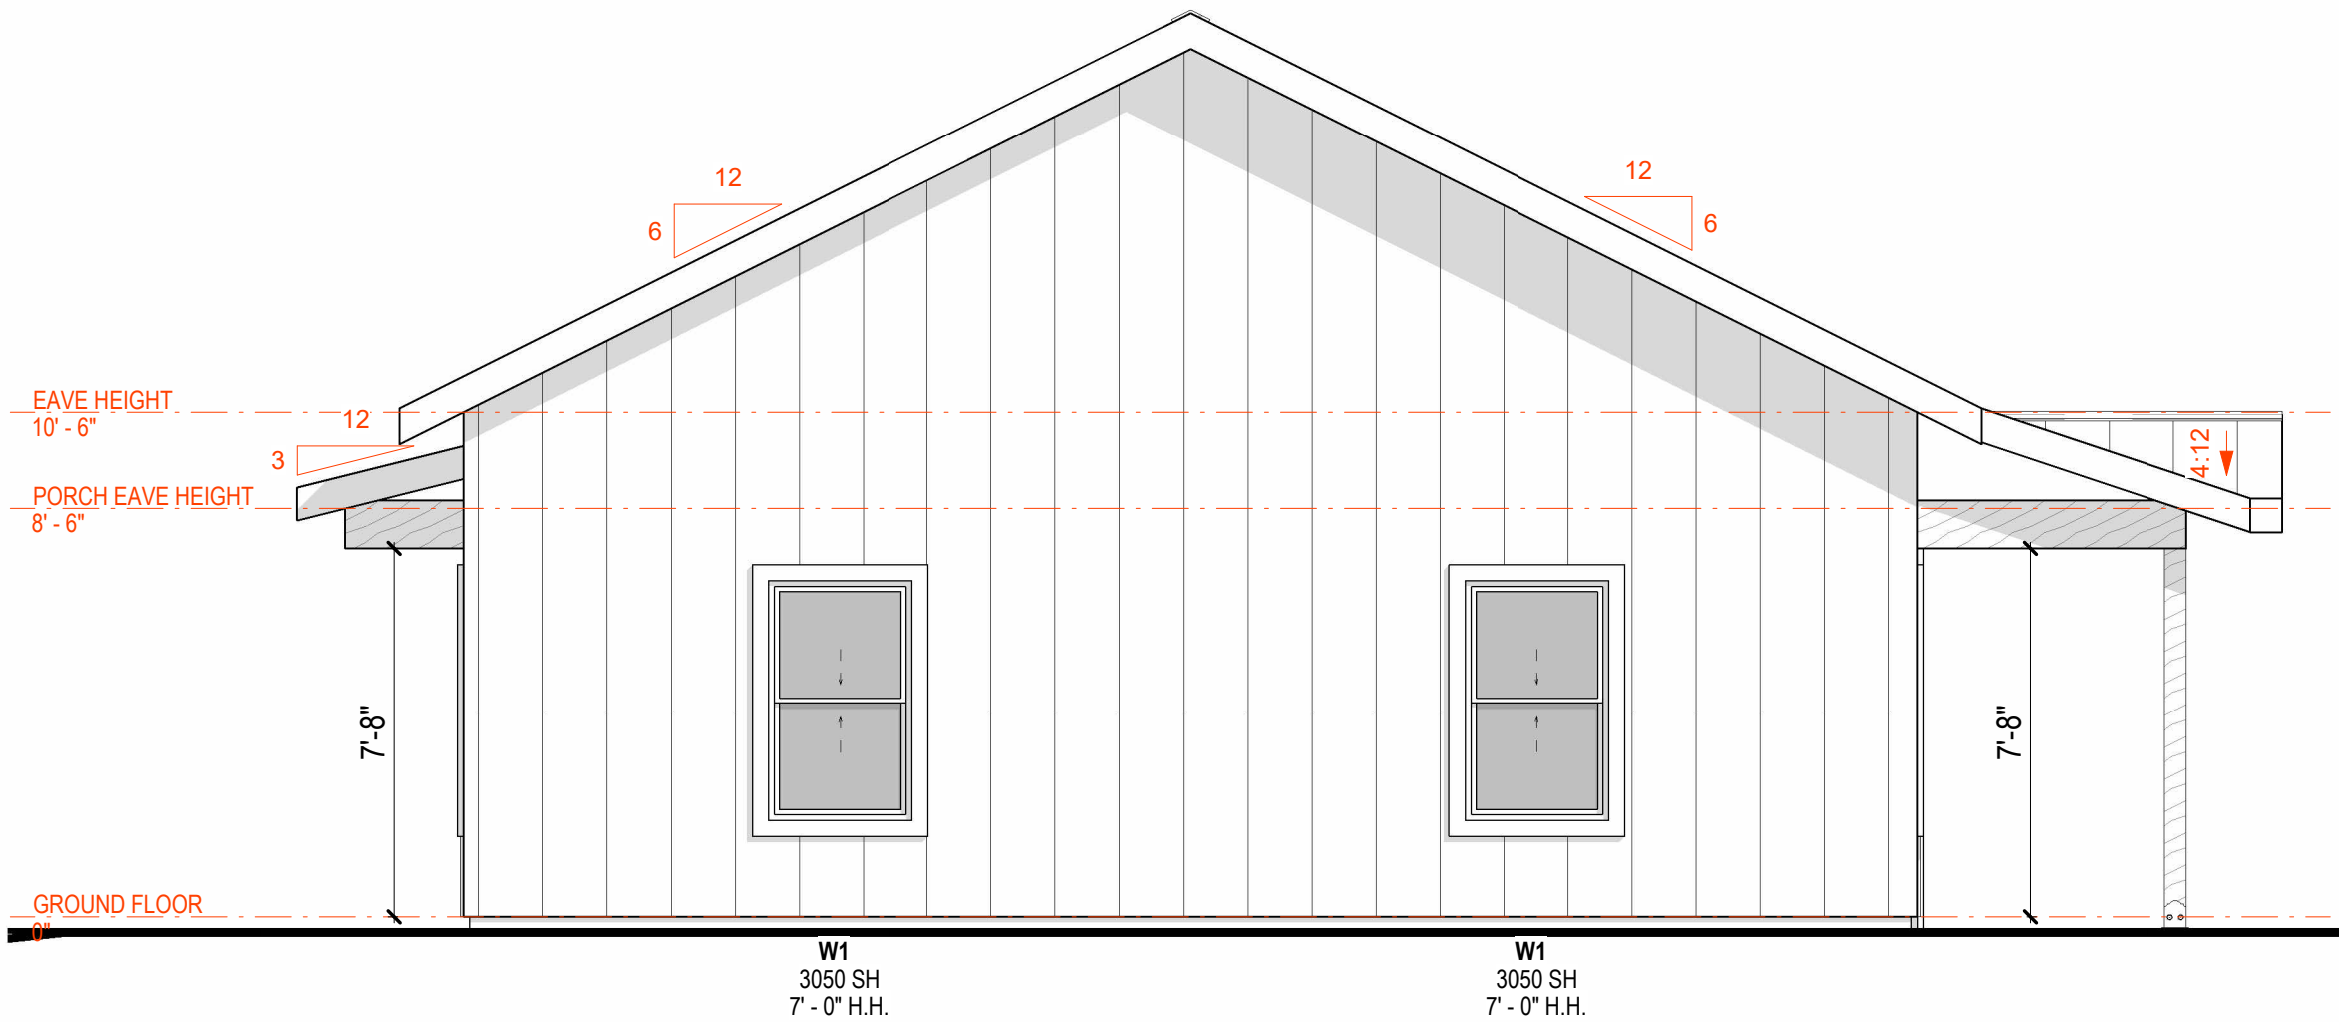 12
6
12
6
EAVE HEIGHT
10' - 6"
12
3
4:12
PORCH EAVE HEIGHT
8' - 6"
7'-8"
7'-8"
GROUND FLOOR
0"
W1
3050 SH
7' - 0" H.H.
W1
3050 SH
7' - 0" H.H.